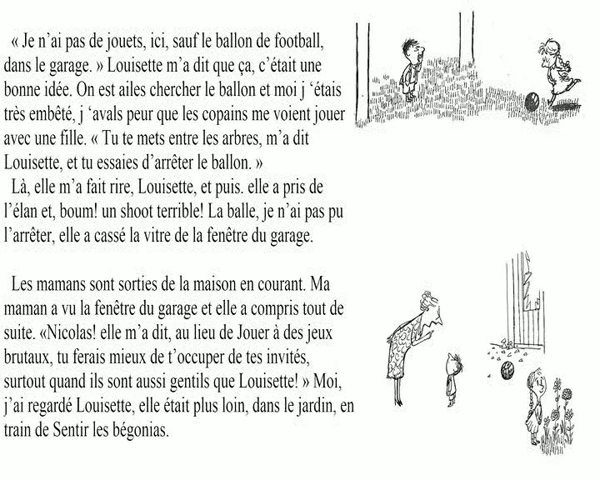 « Je n'ai pas de jouets, ici, sauf le ballon de football,
dans le garage. » Louisette m'a dit que ça, c'était une
bonne idée. On est ailes chercher le ballon et moi j 'étais
très embêté, j 'avals peur que les copains me voient jouer
avec une fille. « Tu te mets entre les arbres, m'a dit
Louisette, et tu essaies d'arrêter le ballon. »
Là, elle m'a fait rire, Louisette, et puis. elle a pris de
l'élan et, boum! un shoot terrible! La balle, je n'ai pas pu
l'arrêter, elle a cassé la vitre de la fenêtre du garage.
Les mamans sont sorties de la maison en courant. Ma
maman a vu la fenêtre du garage et elle a compris tout de
suite. «Nicolas! elle m'a dit, au lieu de Jouer à des jeux
brutaux, tu ferais mieux de t'occuper de tes invités,
surtout quand ils sont aussi gentils que Louisette! » Moi,
j'ai regardé Louisette, elle était plus loin, dans le jardin, en
train de Sentir les bégonias.